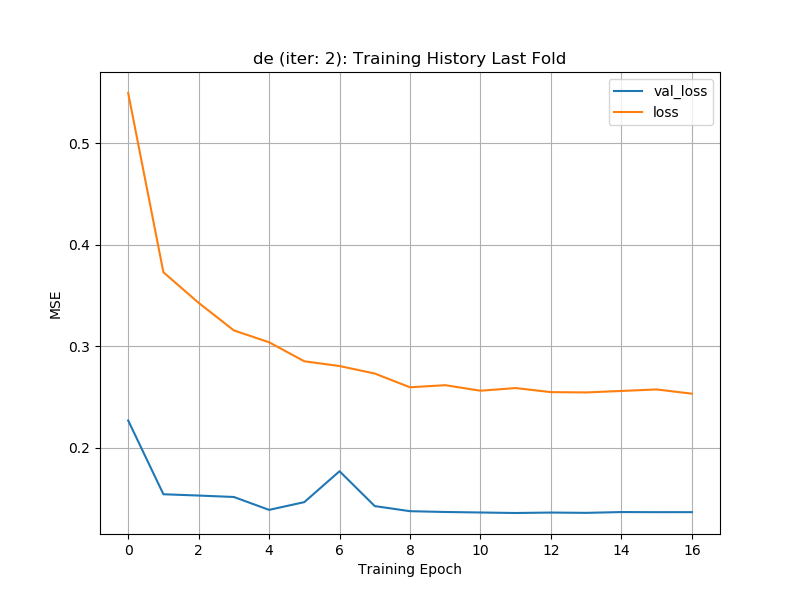 de (iter: 2): Training History Last Fold
val_loss
loss
MSE
0.5
0.4
0.3
0.2
0 2 4 6 8 10 12 14 16
Training Epoch